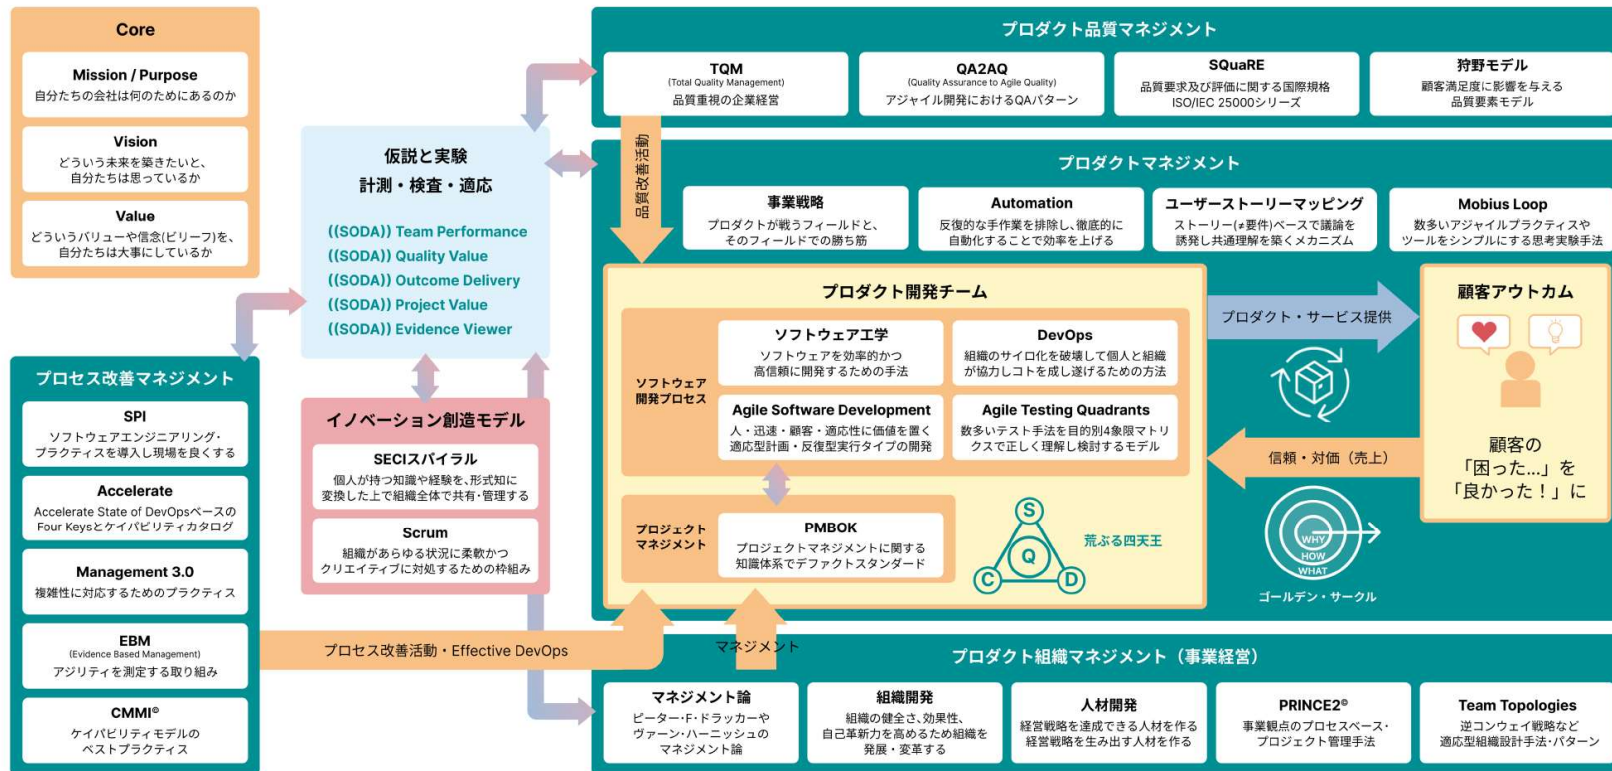 Core
Mission / Purpose
自分たちの会社は何のためにあるのか
Vision
どういう未来を築きたいと、
自分たちは思っているか
Value
どういうバリューや信念(ビリーフ)を、
自分たちは大事にしているか
プロセス改善マネジメント
SPI
ソフトウェアエンジニアリング・
プラクティスを導入し現場を良くする
Accelerate
Accelerate State of DevOpsベースの
Four Keysとケイパビリティカタログ
Management 3.0
複雑性に対応するためのプラクティス
EBM
(Evidence Based Management)
アジリティを測定する取り組み
CMMI©
ケイパビリティモデルの
ベストプラクティス
仮説と実験
計測・検査・適応
((SODA)) Team Performance
((SODA)) Quality Value
((SODA)) Outcome Delivery
((SODA)) Project Value
((SODA)) Evidence Viewer
イノベーション創造モデル
SECIスパイラル
個人が持つ知識や経験を、形式知に
変換した上で組織全体で共有・管理する
Scrum
組織があらゆる状況に柔軟かつ
クリエイティブに対処するための枠組み
プロセス改善活動・Effective DevOps
プロダクト品質マネジメント
TQM
(Total Quality Management)
品質重視の企業経営
QA2AQ
(Quality Assurance to Agile Quality)
アジャイル開発におけるQAパターン
SQuaRE
品質要求及び評価に関する国際規格
ISO/IEC 25000シリーズ
狩野モデル
顧客満足度に影響を与える
品質要素モデル
品質改善活動
プロダクトマネジメント
事業戦略
プロダクトが戦うフィールドと、
そのフィールドでの勝ち筋
Automation
反復的な手作業を排除し、徹底的に
自動化することで効率を上げる
ユーザーストーリーマッピング
ストーリー(≠要件)ベースで議論を
誘発し共通理解を築くメカニズム
Mobius Loop
数多いアジャイルプラクティスや
ツールをシンプルにする思考実験手法
プロダクト開発チーム
ソフトウェア
開発プロセス
ソフトウェア工学
ソフトウェアを効率的かつ
高信頼に開発するための手法
DevOps
組織のサイロ化を破壊して個人と組織
が協力しコトを成し遂げるための方法
Agile Software Development
人・迅速・顧客・適応性に価値を置く
適応型計画・反復型実行タイプの開発
Agile Testing Quadrants
数多いテスト手法を目的別4象限マトリ
クスで正しく理解し検討するモデル
プロジェクト
マネジメント
PMBOK
プロジェクトマネジメントに関する
知識体系でデファクトスタンダード
S
Q
C
D
荒ぶる四天王
プロダクト・サービス提供
信頼・対価（売上）
WHY
HOW
WHAT
ゴールデン・サークル
顧客アウトカム
顧客の
「困った...」を
「良かった！」に
マネジメント
プロダクト組織マネジメント（事業経営）
マネジメント論
ピーター・F・ドラッカーや
ヴァーン・ハーニッシュの
マネジメント論
組織開発
組織の健全さ、効果性、
自己革新力を高めるため組織を
発展・変革する
人材開発
経営戦略を達成できる人材を作る
経営戦略を生み出す人材を作る
PRINCE2©
事業観点のプロセスベース・
プロジェクト管理手法
Team Topologies
逆コンウェイ戦略など
適応型組織設計手法・パターン